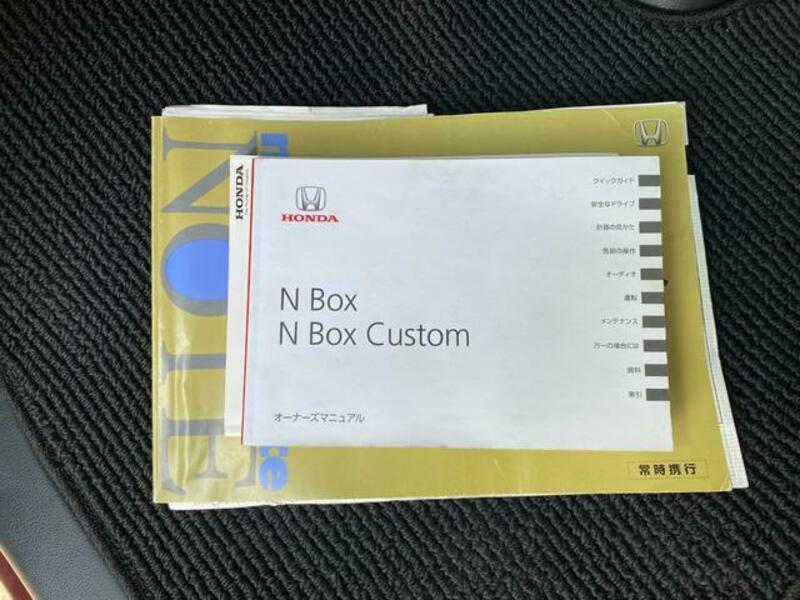 HONDA
HONDA
N Box
N Box Custom
オーナーズマニュアル
クイックガイド
安全なドライブ
計器の見かた
各部の操作
オーディオ
運転
メンテナンス
万一の場合には
資料
索引
NOTE
常時携行